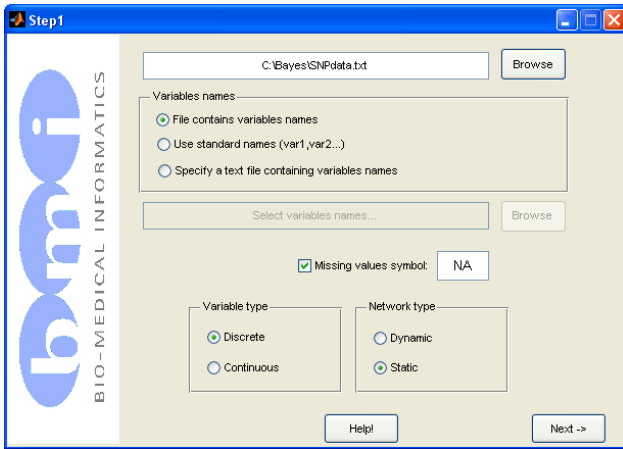 Step1
bmi
BIO-MEDICAL INFORMATICS
C:\Bayes\SNPdata.txt
Browse
Variables names
File contains variables names
Use standard names (var1,var2...)
Specify a text file containing variables names
Select variables names...
Browse
Missing values symbol:
NA
Variable type
Network type
Discrete
Dynamic
Continuous
Static
Help!
Next ->